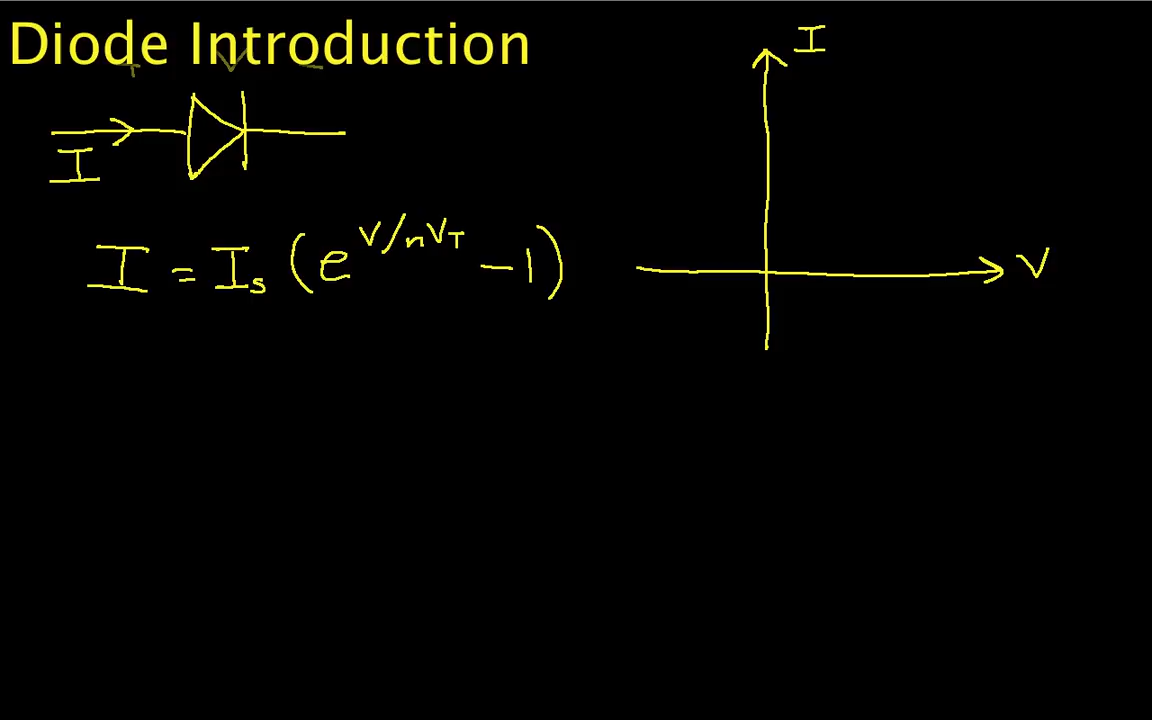 Diode Introduction
+ V −
I
I = Is (e^V/nVT − 1)
I
V